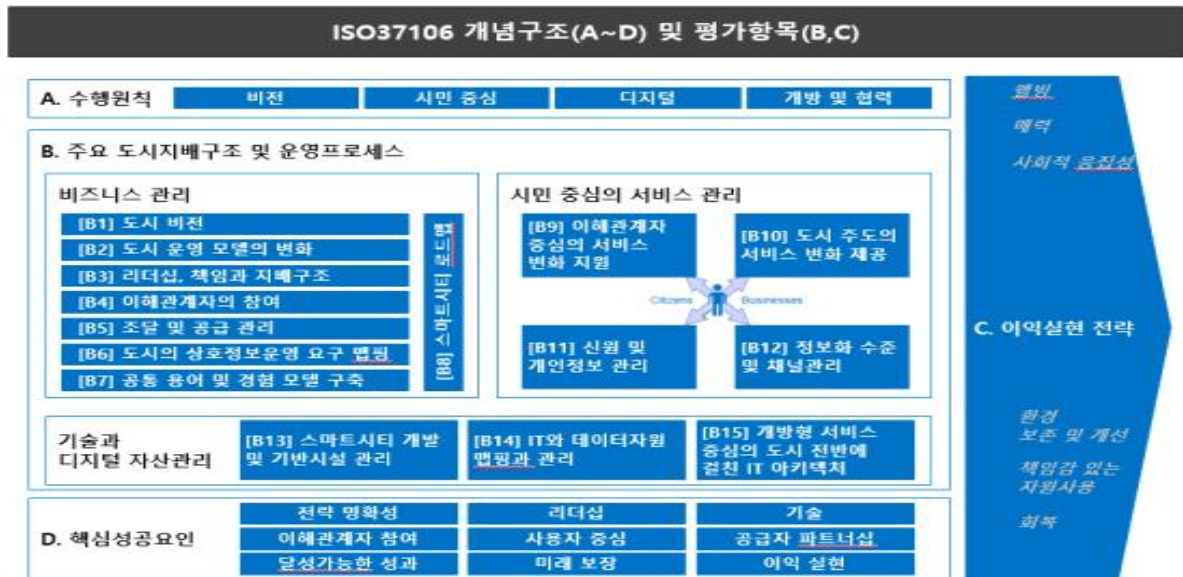 ISO37106 개념구조(A~D) 및 평가항목(B,C)
A. 수행원칙
비전
시민 중심
디지털
개방 및 협력
B. 주요 도시지배구조 및 운영프로세스
비즈니스 관리
[B1] 도시 비전
[B2] 도시 운영 모델의 변화
[B3] 리더십, 책임과 지배구조
[B4] 이해관계자의 참여
[B5] 조달 및 공급 관리
[B6] 도시의 상호정보운영 요구 맵핑
[B7] 공통 용어 및 경험 모델 구축
[B8] 스마트시티 로드맵
시민 중심의 서비스 관리
[B9] 이해관계자
중심의 서비스
변화 지원
[B10] 도시 주도의
서비스 변화 제공
Citizens
Businesses
[B11] 신원 및
개인정보 관리
[B12] 정보화 수준
및 채널관리
기술과
디지털 자산관리
[B13] 스마트시티 개발
및 기반시설 관리
[B14] IT와 데이터자원
맵핑과 관리
[B15] 개방형 서비스
중심의 도시 전반에
걸친 IT 아키텍처
D. 핵심성공요인
전략 명확성
리더십
기술
이해관계자 참여
사용자 중심
공급자 파트너십
달성가능한 성과
미래 보장
이익 실현
웰빙
매력
사회적 응집성
C. 이익실현 전략
환경
보존 및 개선
책임감 있는
자원사용
회복